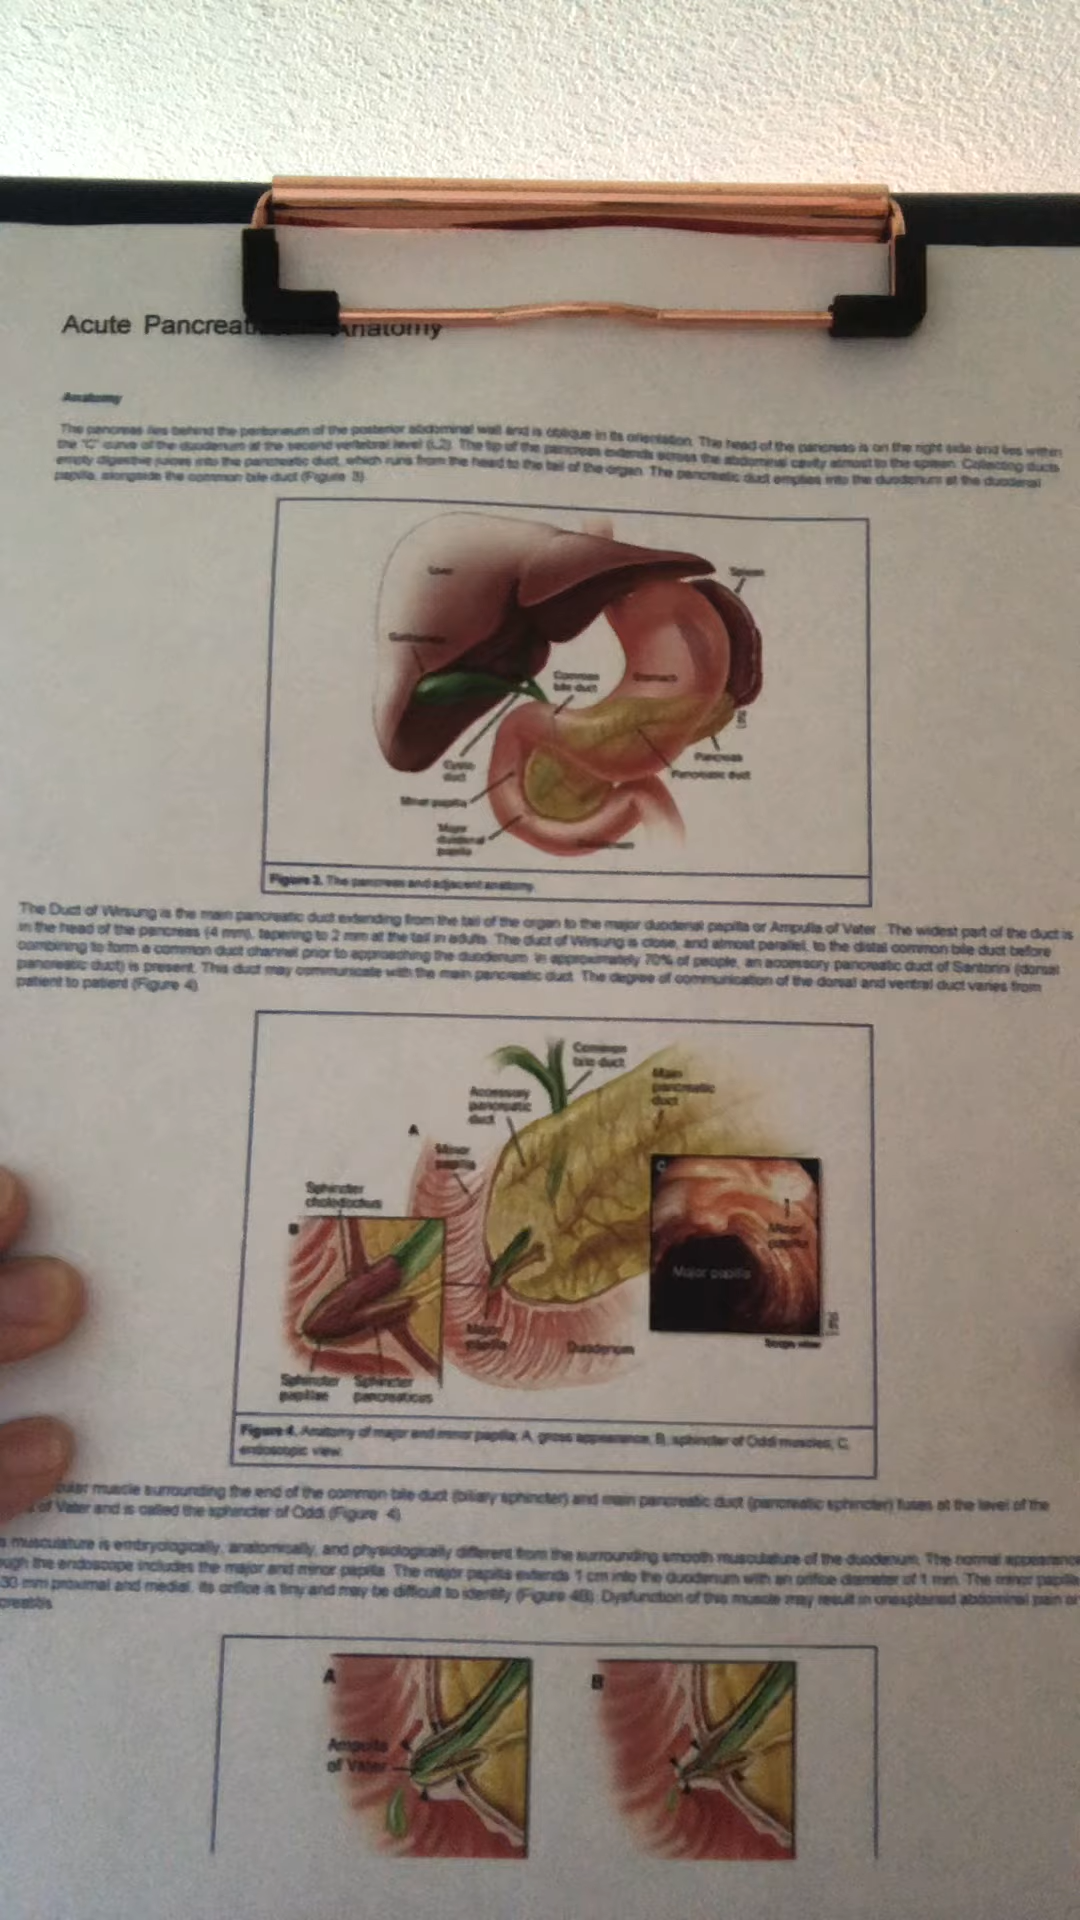 Acute Pancreat Anatomy
Anatomy
The pancreas lies behind the peritoneum of the posterior abdominal wall and is oblique in its orientation. The head of the pancreas is on the right side and lies within
the "C" curve of the duodenum at the second vertebral level (L2). The tip of the pancreas extends across the abdominal cavity almost to the spleen. Collecting ducts
empty digestive juices into the pancreatic duct, which runs from the head to the tail of the organ. The pancreatic duct empties into the duodenum at the duodenal
papilla, alongside the common bile duct (Figure 3).
Liver
Spleen
Gallbladder
Common
bile duct
Stomach
Cystic
duct
Pancreas
Pancreatic duct
Minor papilla
Major
duodenal
papilla
Duodenum
Figure 3. The pancreas and adjacent anatomy.
The Duct of Wirsung is the main pancreatic duct extending from the tail of the organ to the major duodenal papilla or Ampulla of Vater. The widest part of the duct is
in the head of the pancreas (4 mm), tapering to 2 mm at the tail in adults. The duct of Wirsung is close, and almost parallel, to the distal common bile duct before
combining to form a common duct channel prior to approaching the duodenum. In approximately 70% of people, an accessory pancreatic duct of Santorini (dorsal
pancreatic duct) is present. This duct may communicate with the main pancreatic duct. The degree of communication of the dorsal and ventral duct varies from
patient to patient (Figure 4).
Common
bile duct
Main
pancreatic
duct
Accessory
pancreatic
duct
A
Minor
papilla
C
Sphincter
choledochus
Minor
papilla
B
Major papilla
Major
papilla
Duodenum
Scope view
Sphincter
papillae
Sphincter
pancreaticus
Figure 4. Anatomy of major and minor papilla; A, gross appearance; B, sphincter of Oddi muscles; C,
endoscopic view.
muscle surrounding the end of the common bile duct (biliary sphincter) and main pancreatic duct (pancreatic sphincter) fuses at the level of the
of Vater and is called the sphincter of Oddi (Figure 4).
musculature is embryologically, anatomically, and physiologically different from the surrounding smooth musculature of the duodenum. The normal appearance
ough the endoscope includes the major and minor papilla. The major papilla extends 1 cm into the duodenum with an orifice diameter of 1 mm. The minor papilla
30 mm proximal and medial. Its orifice is tiny and may be difficult to identify (Figure 4B). Dysfunction of this muscle may result in unexplained abdominal pain or
creatitis.
A
B
Ampulla
of Vater